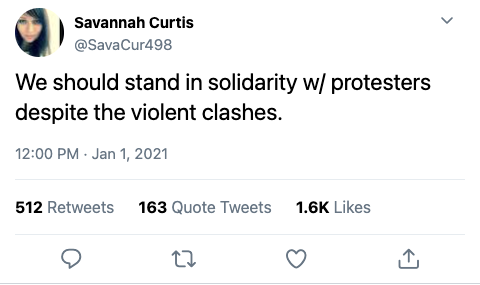 Savannah Curtis
@SavaCur498
We should stand in solidarity w/ protesters
despite the violent clashes.
12:00 PM · Jan 1, 2021
512 Retweets 163 Quote Tweets 1.6K Likes